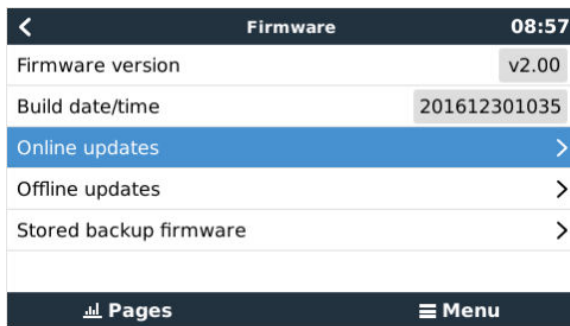 Firmware 08:57
Firmware version v2.00
Build date/time 201612301035
Online updates
Offline updates
Stored backup firmware
Pages Menu